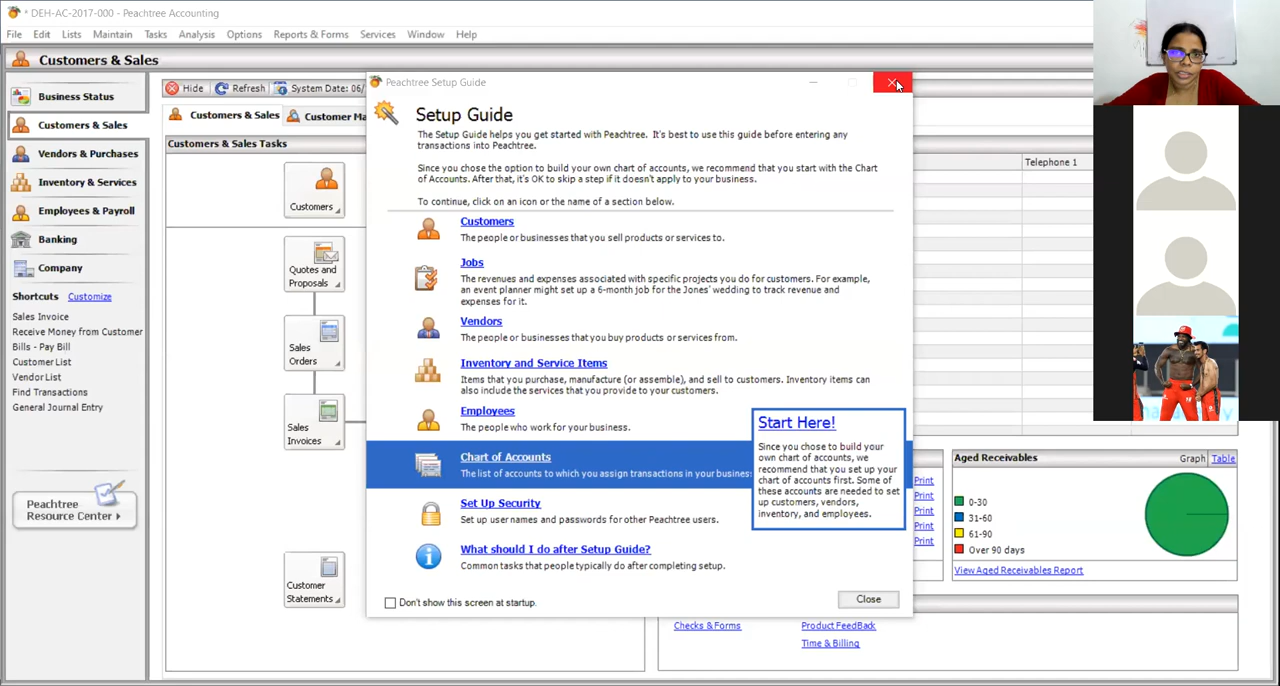 * DEH-AC-2017-000 - Peachtree Accounting
File Edit Lists Maintain Tasks Analysis Options Reports & Forms Services Window Help
Customers & Sales
Business Status
Customers & Sales
Vendors & Purchases
Inventory & Services
Employees & Payroll
Banking
Company
Shortcuts Customize
Sales Invoice
Receive Money from Customer
Bills - Pay Bill
Customer List
Vendor List
Find Transactions
General Journal Entry
Peachtree
Resource Center
Hide Refresh System Date: 06/
Customers & Sales Customer Ma
Customers & Sales Tasks
Customers
Quotes and
Proposals
Sales
Orders
Sales
Invoices
Customer
Statements
Peachtree Setup Guide
Setup Guide
The Setup Guide helps you get started with Peachtree. It's best to use this guide before entering any
transactions into Peachtree.
Since you chose the option to build your own chart of accounts, we recommend that you start with the Chart
of Accounts. After that, it's OK to skip a step if it doesn't apply to your business.
To continue, click on an icon or the name of a section below.
Customers
The people or businesses that you sell products or services to.
Jobs
The revenues and expenses associated with specific projects you do for customers. For example,
an event planner might set up a 6-month job for the Jones' wedding to track revenue and
expenses for it.
Vendors
The people or businesses that you buy products or services from.
Inventory and Service Items
Items that you purchase, manufacture (or assemble), and sell to customers. Inventory items can
also include the services that you provide to your customers.
Employees
The people who work for your business.
Chart of Accounts
The list of accounts to which you assign transactions in your busines
Set Up Security
Set up user names and passwords for other Peachtree users.
What should I do after Setup Guide?
Common tasks that people typically do after completing setup.
Start Here!
Since you chose to build your
own chart of accounts, we
recommend that you set up your
chart of accounts first. Some of
these accounts are needed to set
up customers, vendors,
inventory, and employees.
Don't show this screen at startup.
Close
Telephone 1
Print
Print
Print
Print
Print
Aged Receivables Graph Table
0-30
31-60
61-90
Over 90 days
View Aged Receivables Report
Checks & Forms
Product FeedBack
Time & Billing